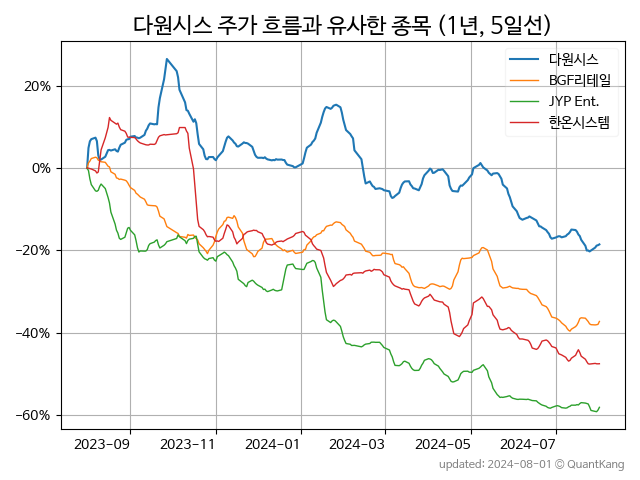 다원시스 주가 흐름과 유사한 종목 (1년, 5일선)
다원시스
BGF리테일
JYP Ent.
한온시스템
20%
0%
−20%
−40%
−60%
2023−09
2023−11
2024−01
2024−03
2024−05
2024−07
updated: 2024-08-01 © QuantKang